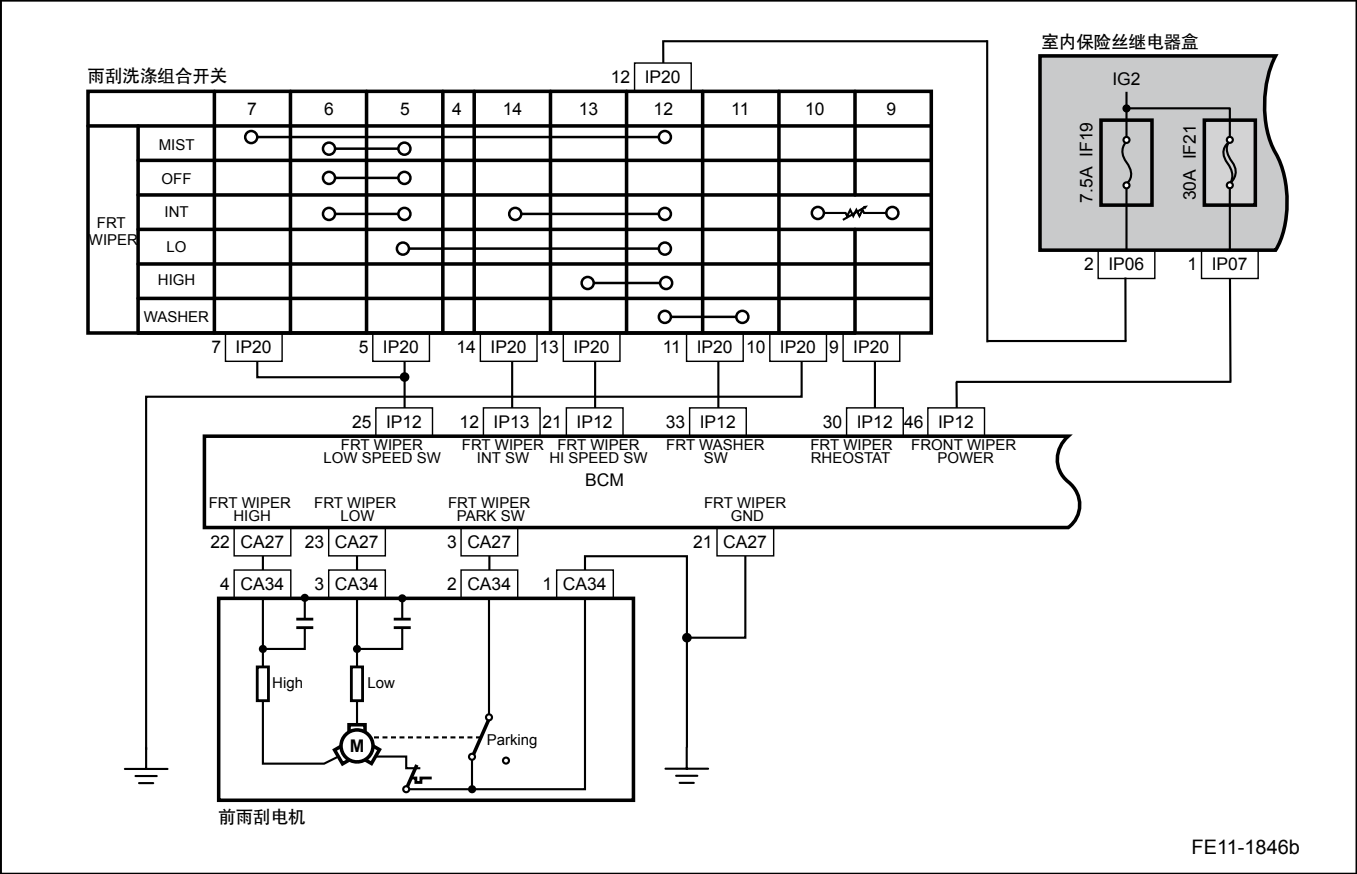 室内保险丝继电器盒
雨刮洗涤组合开关
12 IP20
IG2
7 6 5 4 14 13 12 11 10 9
FRT
WIPER
MIST
OFF
INT
LO
HIGH
WASHER
7.5A IF19
30A IF21
2 IP06
1 IP07
7 IP20
5 IP20
14 IP20
13 IP20
11 IP20
10 IP20
9 IP20
25 IP12
12 IP13
21 IP12
33 IP12
30 IP12
46 IP12
FRT WIPER
LOW SPEED SW
FRT WIPER
INT SW
FRT WIPER
HI SPEED SW
FRT WASHER
SW
FRT WIPER
RHEOSTAT
FRONT WIPER
POWER
BCM
FRT WIPER
HIGH
FRT WIPER
LOW
FRT WIPER
PARK SW
FRT WIPER
GND
22 CA27
23 CA27
3 CA27
21 CA27
4 CA34
3 CA34
2 CA34
1 CA34
High
Low
M
Parking
前雨刮电机
FE11-1846b